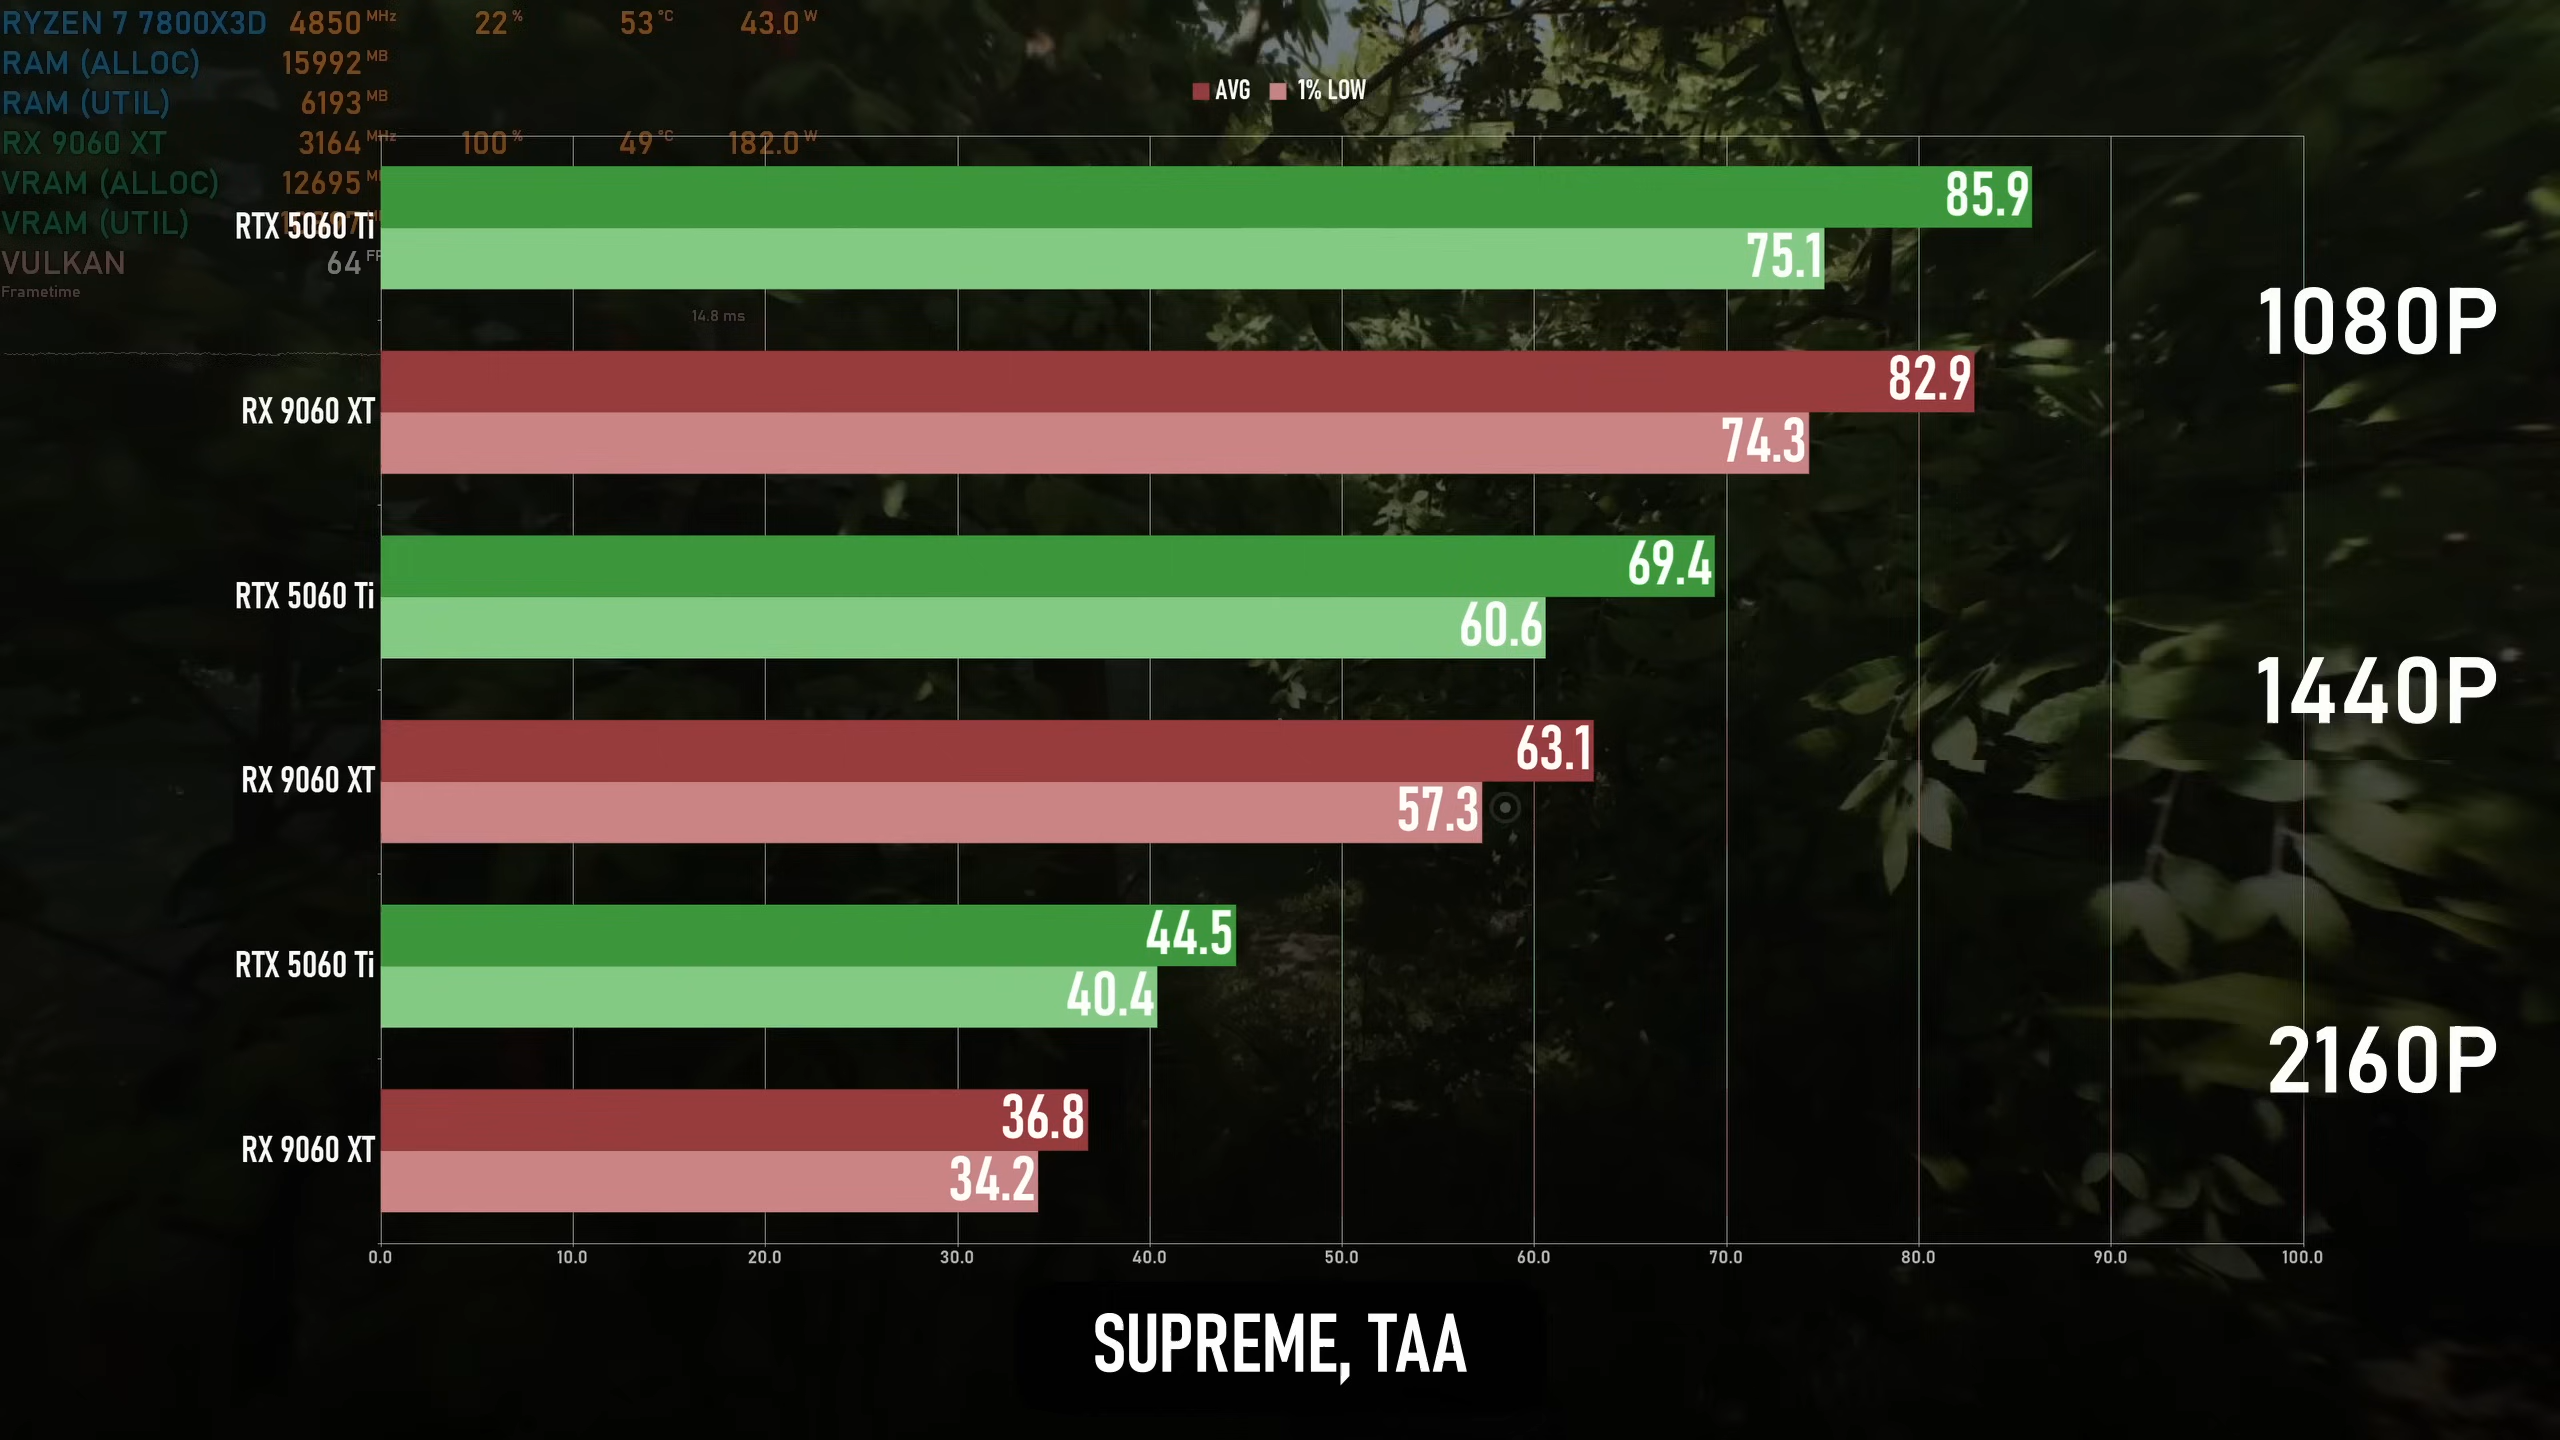 RYZEN 7 7800X3D 4850 MHz 22 % 53 °C 43.0 W
RAM (ALLOC) 15992 MB
RAM (UTIL) 6193 MB
RX 9060 XT 3164 MHz 100 % 49 °C 182.0 W
VRAM (ALLOC) 12695
VRAM (UTIL)
VULKAN 64
Frametime
14.8 ms
AVG 1% LOW
RTX 5060 Ti
85.9
75.1
1080P
RX 9060 XT
82.9
74.3
RTX 5060 Ti
69.4
60.6
1440P
RX 9060 XT
63.1
57.3
RTX 5060 Ti
44.5
40.4
2160P
RX 9060 XT
36.8
34.2
0.0 10.0 20.0 30.0 40.0 50.0 60.0 70.0 80.0 90.0 100.0
SUPREME, TAA